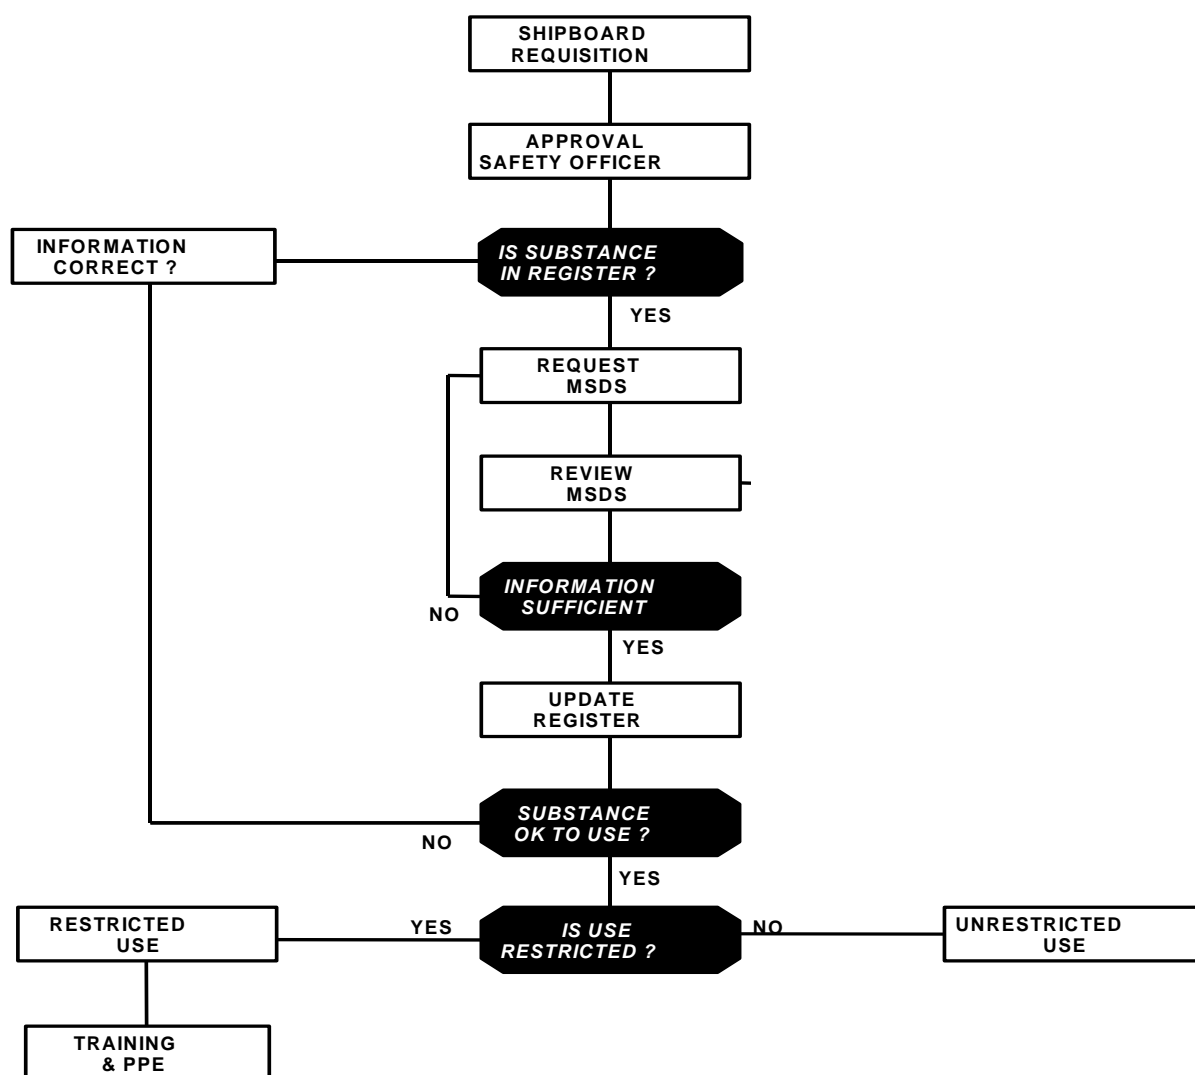 SHIPBOARD
REQUISITION
APPROVAL
SAFETY OFFICER
INFORMATION
CORRECT ?
IS SUBSTANCE
IN REGISTER ?
YES
REQUEST
MSDS
REVIEW
MSDS
INFORMATION
SUFFICIENT
NO
YES
UPDATE
REGISTER
SUBSTANCE
OK TO USE ?
NO
YES
RESTRICTED
USE
YES
IS USE
RESTRICTED ?
NO
UNRESTRICTED
USE
TRAINING
& PPE